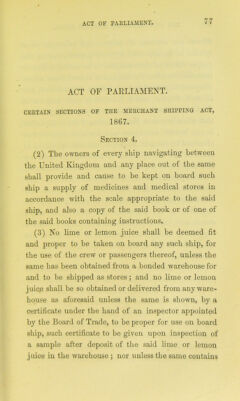 ACT OF PARLIAMENT. 77
ACT OF PARLIAMENT.
CERTAIN SECTIONS OF THE MERCHANT SHIPPING ACT,
1867.
SECTION 4.
(2) The owners of every ship navigating between
the United Kingdom and any place out of the same
shall provide and cause to be kept on board such
ship a supply of medicines and medical stores in
accordance with the scale appropriate to the said
ship, and also a copy of the said book or of one of
the said books containing instructions.
(3) No lime or lemon juice shall be deemed fit
and proper to be taken on board any such ship, for
the use of the crew or passengers thereof, unless the
same has been obtained from a bonded warehouse for
and to be shipped as stores; and no lime or lemon
juice shall be so obtained or delivered from any ware-
house as aforesaid unless the same is shown, by a
certificate under the hand of an inspector appointed
by the Board of Trade, to be proper for use on board
ship, such certificate to be given upon inspection of
a sample after deposit of the said lime or lemon
juice in the warehouse; nor unless the same contains